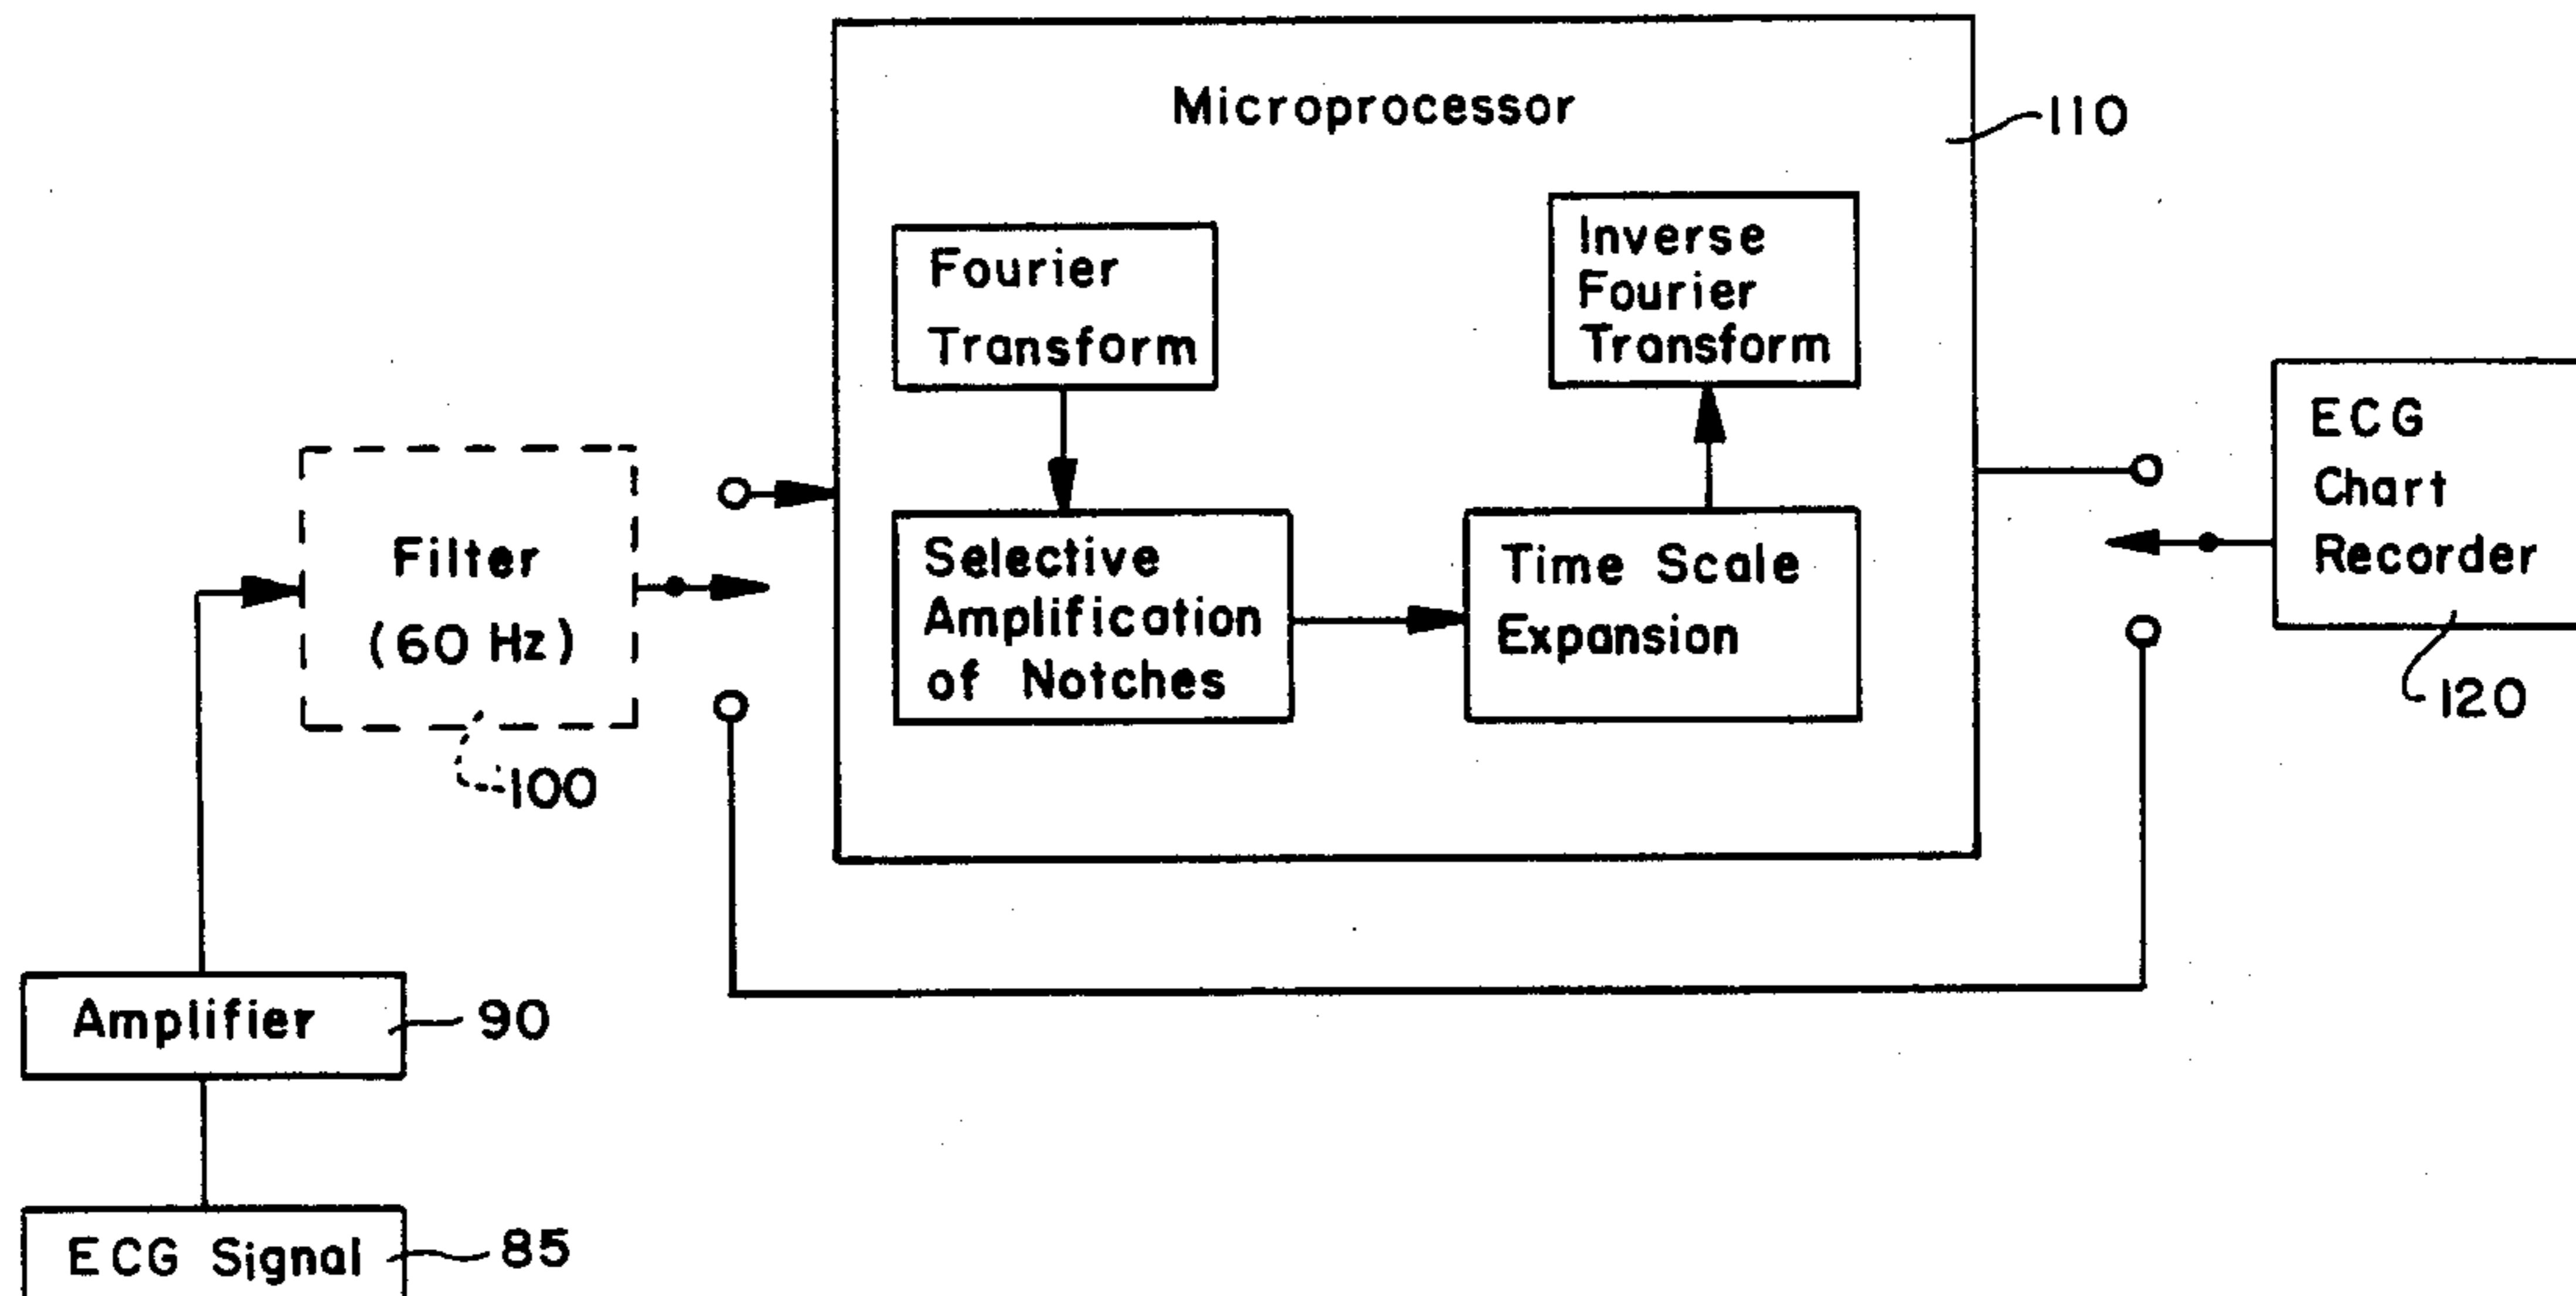 Microprocessor
110
Fourier
Transform
Inverse
Fourier
Transform
Selective
Amplification
of Notches
Time Scale
Expansion
Filter
(60 Hz)
100
ECG
Chart
Recorder
120
Amplifier
90
ECG Signal
85